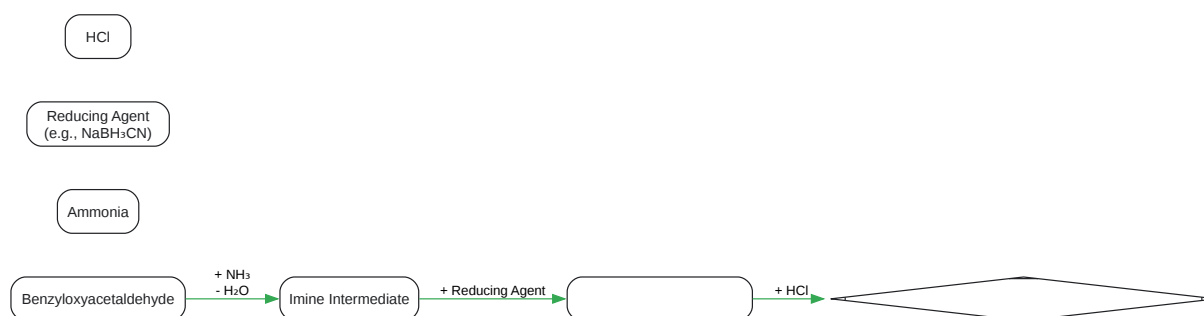 HCl
Reducing Agent
(e.g., NaBH₃CN)
Ammonia
Benzyloxyacetaldehyde
+ NH₃
- H₂O
Imine Intermediate
+ Reducing Agent
+ HCl